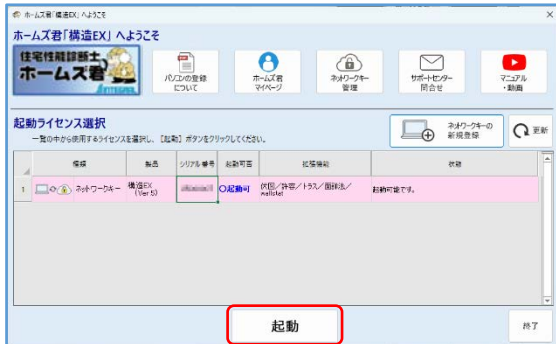 ホームズ君「構造EX」へようこそ
ホームズ君「構造EX」へようこそ
住宅性能診断士
ホームズ君
パソコンの登録
について
ホームズ君
マイページ
ネットワークキー
管理
サポートセンター
問合せ
マニュアル
・動画
起動ライセンス選択
一覧の中から使用するライセンスを選択し、[起動] ボタンをクリックしてください。
ネットワークキーの
新規登録
更新
種類 製品 シリアル番号 起動可否 拡張機能 状態
1 ネットワークキー 構造EX
(Ver.5)
○起動可 伏図/許容/トラス/面部法/
wallstat
起動可能です。
起動
終了